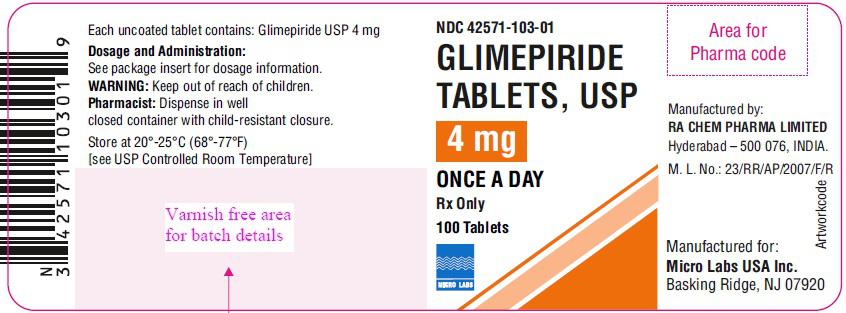 Each uncoated tablet contains: Glimepiride USP 4 mg
Dosage and Administration:
See package insert for dosage information.
WARNING: Keep out of reach of children.
Pharmacist: Dispense in well
closed container with child-resistant closure.
Store at 20°-25°C (68°-77°F)
[see USP Controlled Room Temperature]
Varnish free area
for batch details
N
3 42571 10301 9
NDC 42571-103-01
GLIMEPIRIDE
TABLETS, USP
4 mg
ONCE A DAY
Rx Only
100 Tablets
MICRO LABS
Area for
Pharma code
Manufactured by:
RA CHEM PHARMA LIMITED
Hyderabad – 500 076, INDIA.
M. L. No.: 23/RR/AP/2007/F/R
Artworkcode
Manufactured for:
Micro Labs USA Inc.
Basking Ridge, NJ 07920